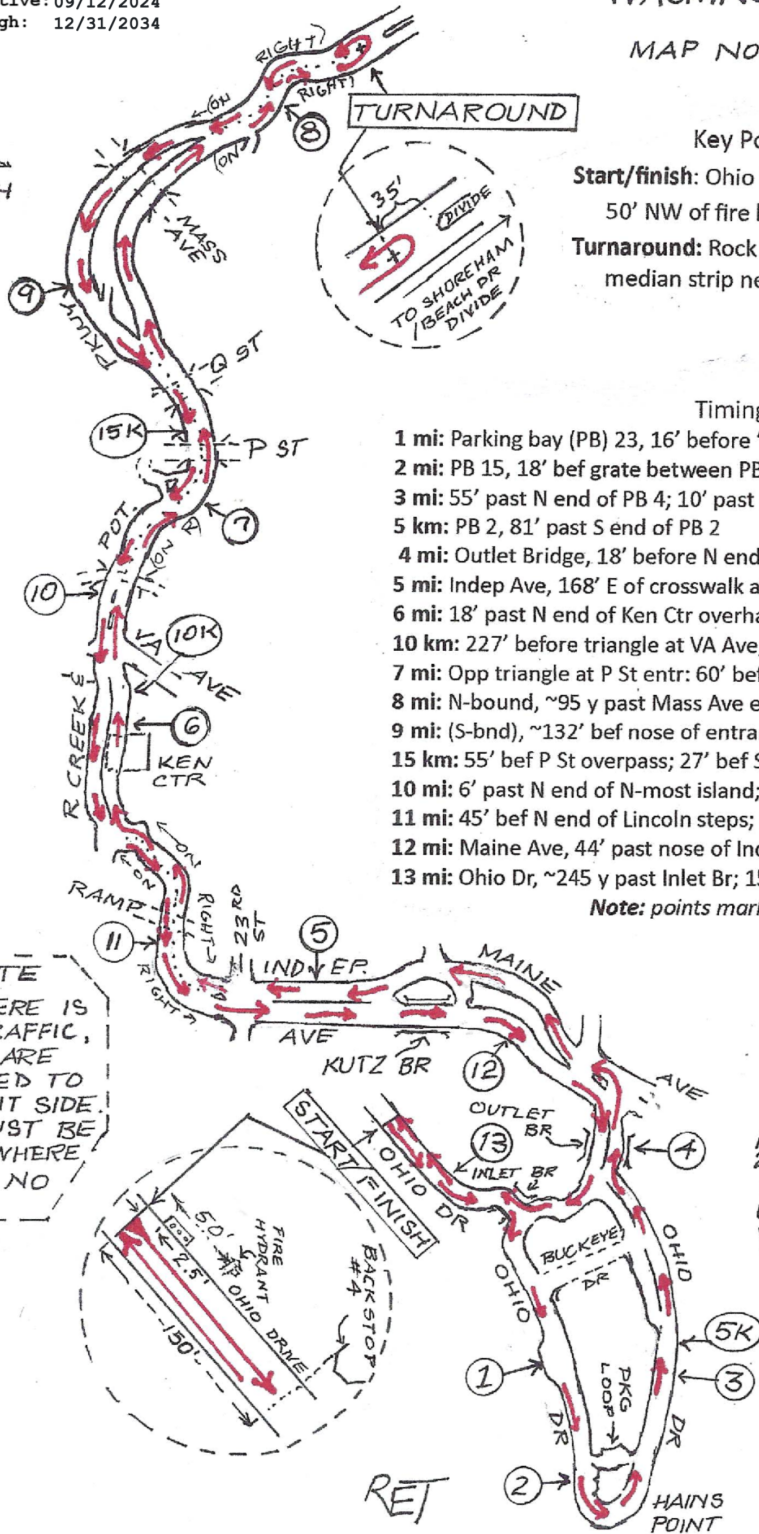 09/12/2024
12/31/2034
MAP NO
RIGHT)
RIGHT)
←(ON
(ON)
8
TURNAROUND
35'
DIVIDE
TO SHOREHAM
/BEACH DR
DIVIDE
Key Po
Start/finish: Ohio
50' NW of fire
Turnaround: Rock
median strip ne
MASS
AVE
9
PKWY
Q ST
15K
P ST
7
POT.
(ON
10
VA
AVE
10K
R. CREEK &
6
KEN
CTR
Timing
1 mi: Parking bay (PB) 23, 16' before
2 mi: PB 15, 18' bef grate between PB
3 mi: 55' past N end of PB 4; 10' past
5 km: PB 2, 81' past S end of PB 2
4 mi: Outlet Bridge, 18' before N end
5 mi: Indep Ave, 168' E of crosswalk a
6 mi: 18' past N end of Ken Ctr overha
10 km: 227' before triangle at VA Ave,
7 mi: Opp triangle at P St entr: 60' bef
8 mi: N-bound, ~95 y past Mass Ave e
9 mi: (S-bnd), ~132' bef nose of entra
15 km: 55' bef P St overpass; 27' bef S
10 mi: 6' past N end of N-most island;
11 mi: 45' bef N end of Lincoln steps;
12 mi: Maine Ave, 44' past nose of Inc
13 mi: Ohio Dr, ~245 y past Inlet Br; 15
Note: points mar
←ON
←ON
RAMP
RIGHT→
11
RIGHT→
23RD
ST
5
INDEP.
AVE
KUTZ BR
MAINE
AVE
12
OUTLET
BR
4
TE
ERE IS
RAFFIC,
ARE
ED TO
IT SIDE.
UST BE
WHERE
NO
START/FINISH
13
OHIO DR
INLET BR
BUCKEYE
DR
OHIO
DR
OHIO
DR
1
5K
3
PKG
LOOP
2
HAINS
POINT
50'
2.5'
FIRE
HYDRANT
OHIO DRIVE
BACKSTOP
#4
150'
RET